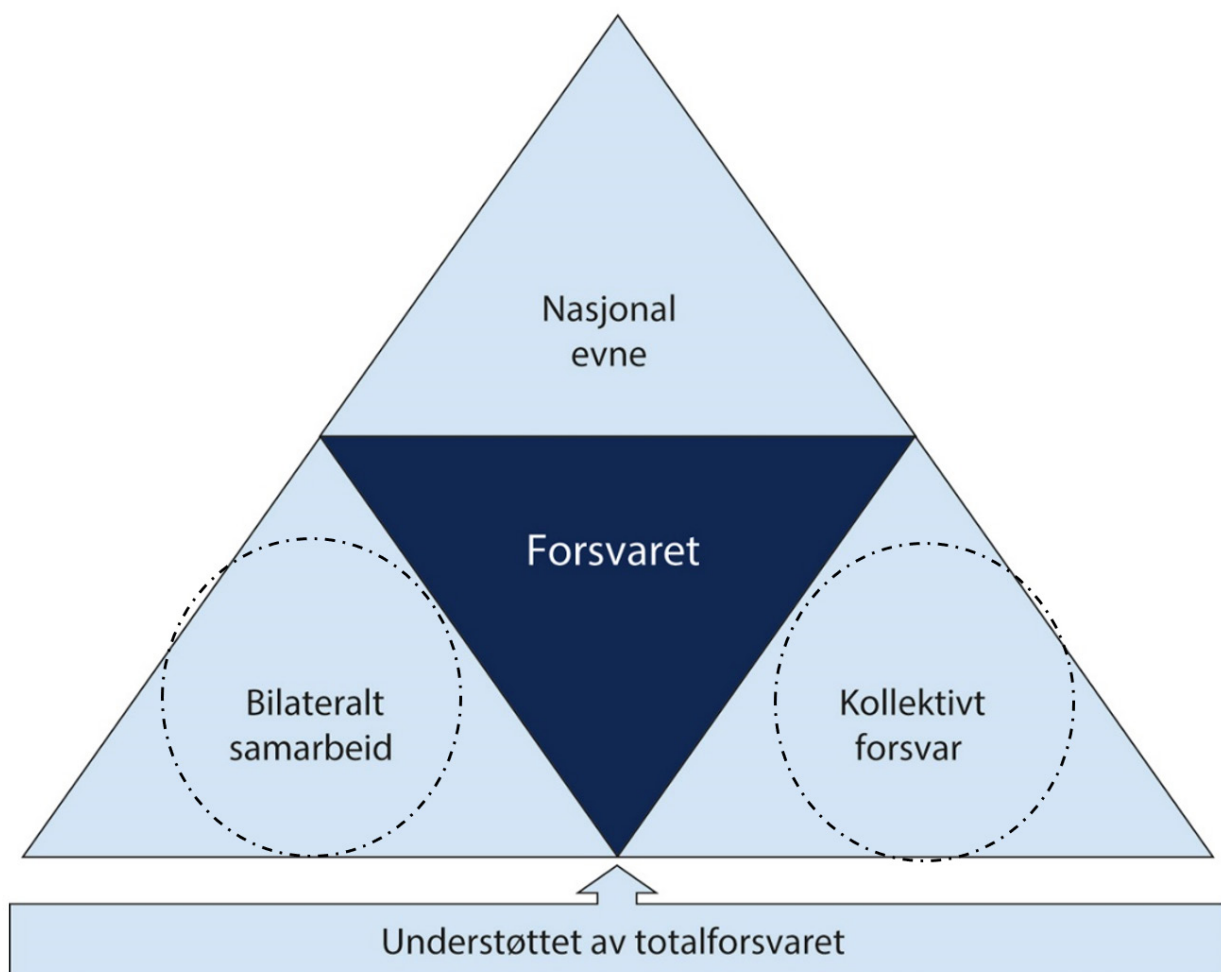 Nasjonal
evne
Forsvaret
Bilateralt
samarbeid
Kollektivt
forsvar
Understøttet av totalforsvaret